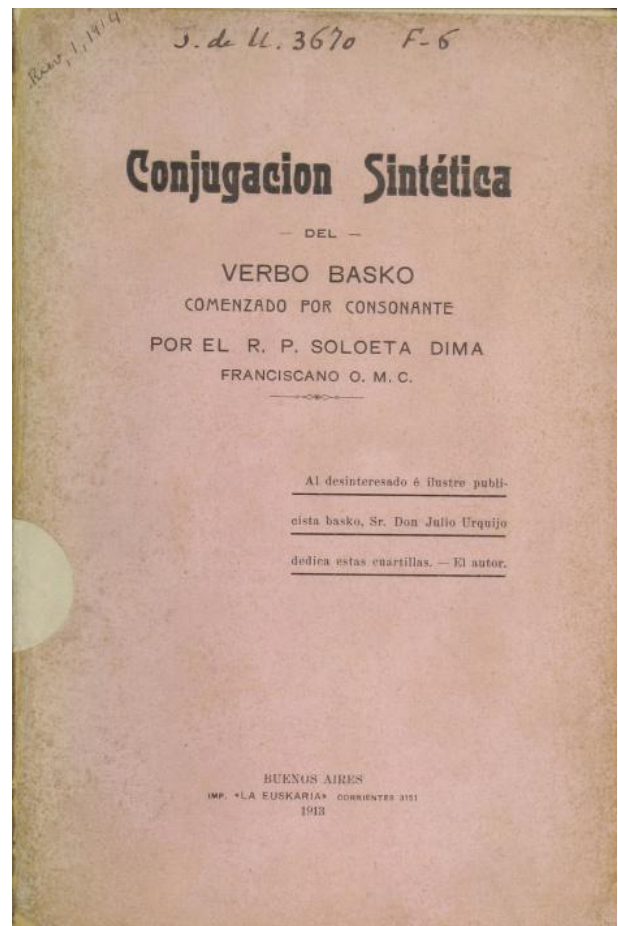 J. de U. 3670 F-6
1, 1914
Conjugacion Sintética
— DEL —
VERBO BASKO
COMENZADO POR CONSONANTE
POR EL R. P. SOLOETA DIMA
FRANCISCANO O. M. C.
Al desinteresado é ilustre publi-
cista basko, Sr. Don Julio Urquijo
dedica estas cuartillas. — El autor.
BUENOS AIRES
IMP. «LA EUSKARIA» CORRIENTES 3151
1913